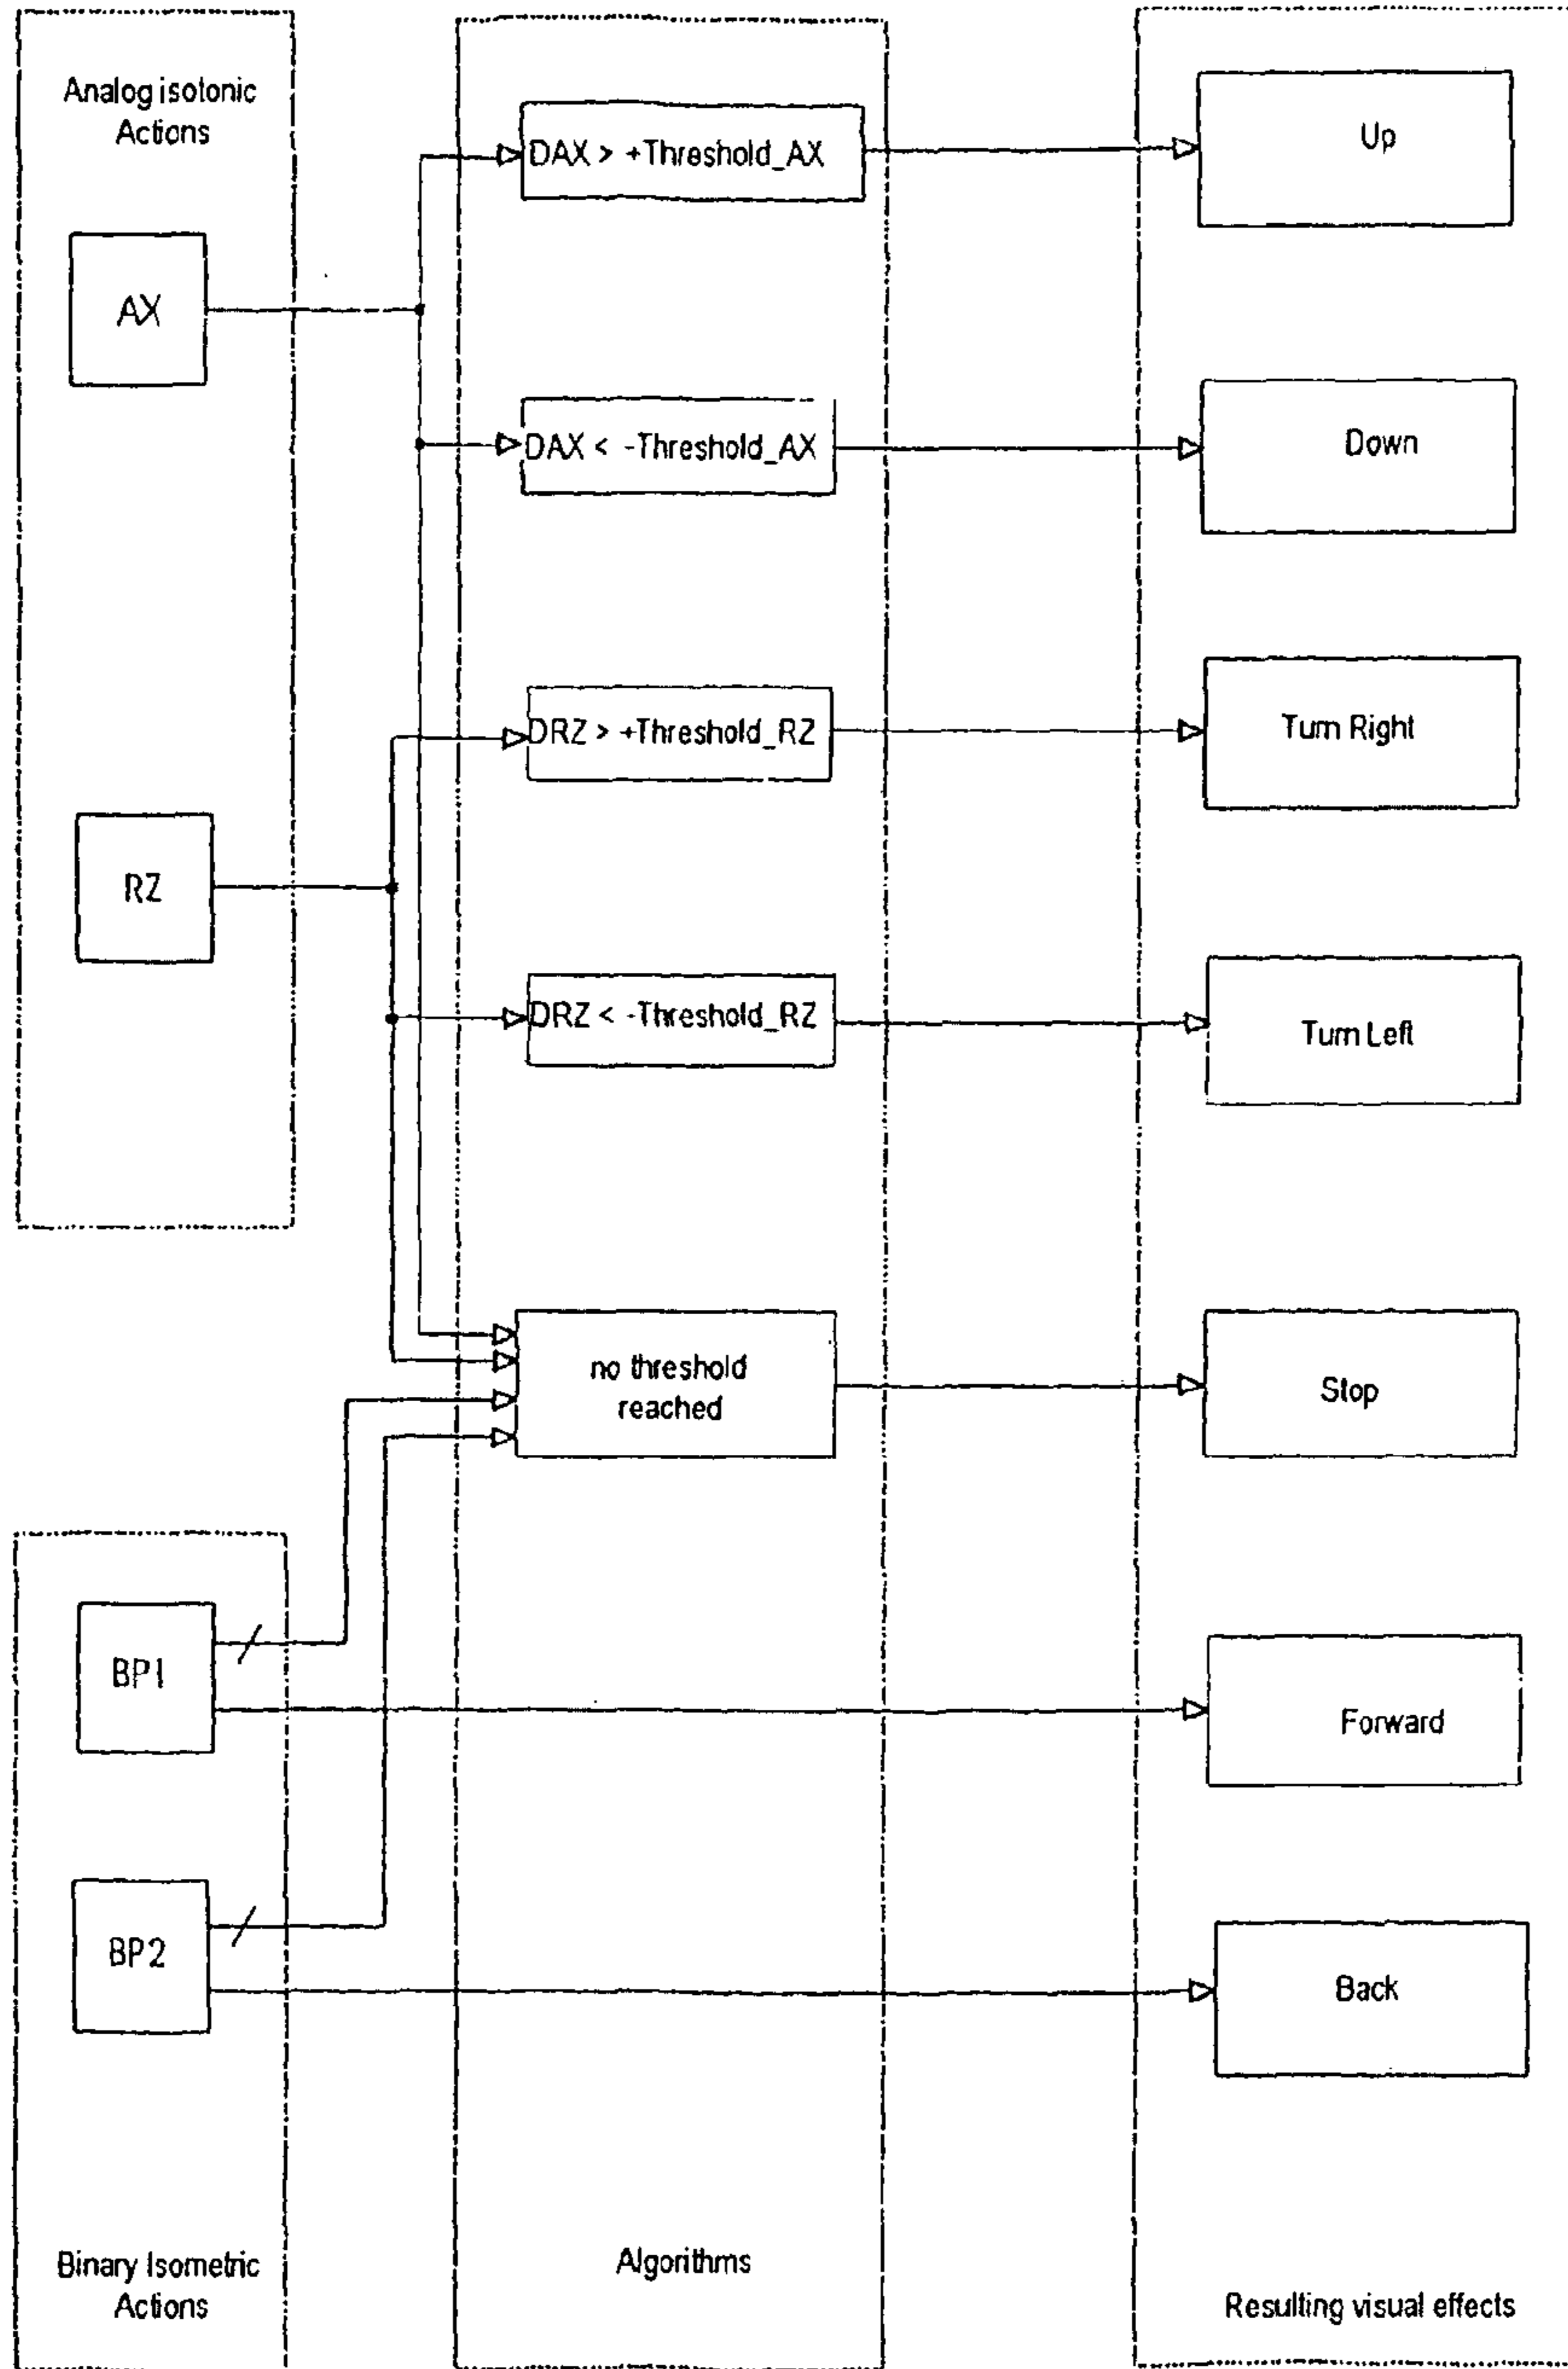 Analog isotonic
Actions
AX
RZ
DAX > +Threshold_AX
DAX < -Threshold_AX
DRZ > +Threshold_RZ
DRZ < -Threshold_RZ
no threshold
reached
Up
Down
Turn Right
Turn Left
Stop
Forward
Back
BP1
BP2
Binary Isometric
Actions
Algorithms
Resulting visual effects